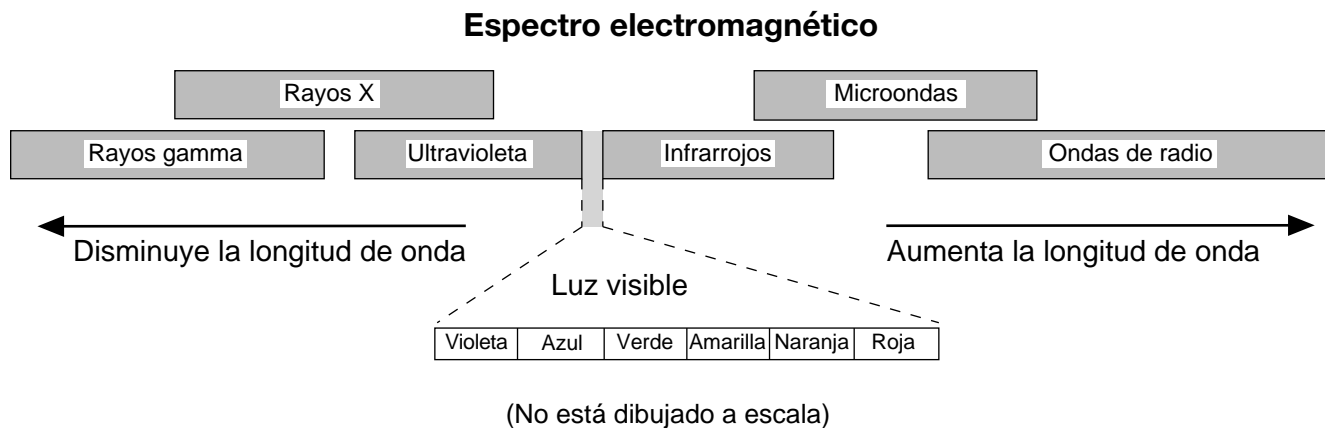 Espectro electromagnético
Rayos X
Microondas
Rayos gamma
Ultravioleta
Infrarrojos
Ondas de radio
Disminuye la longitud de onda
Aumenta la longitud de onda
Luz visible
Violeta Azul Verde Amarilla Naranja Roja
(No está dibujado a escala)